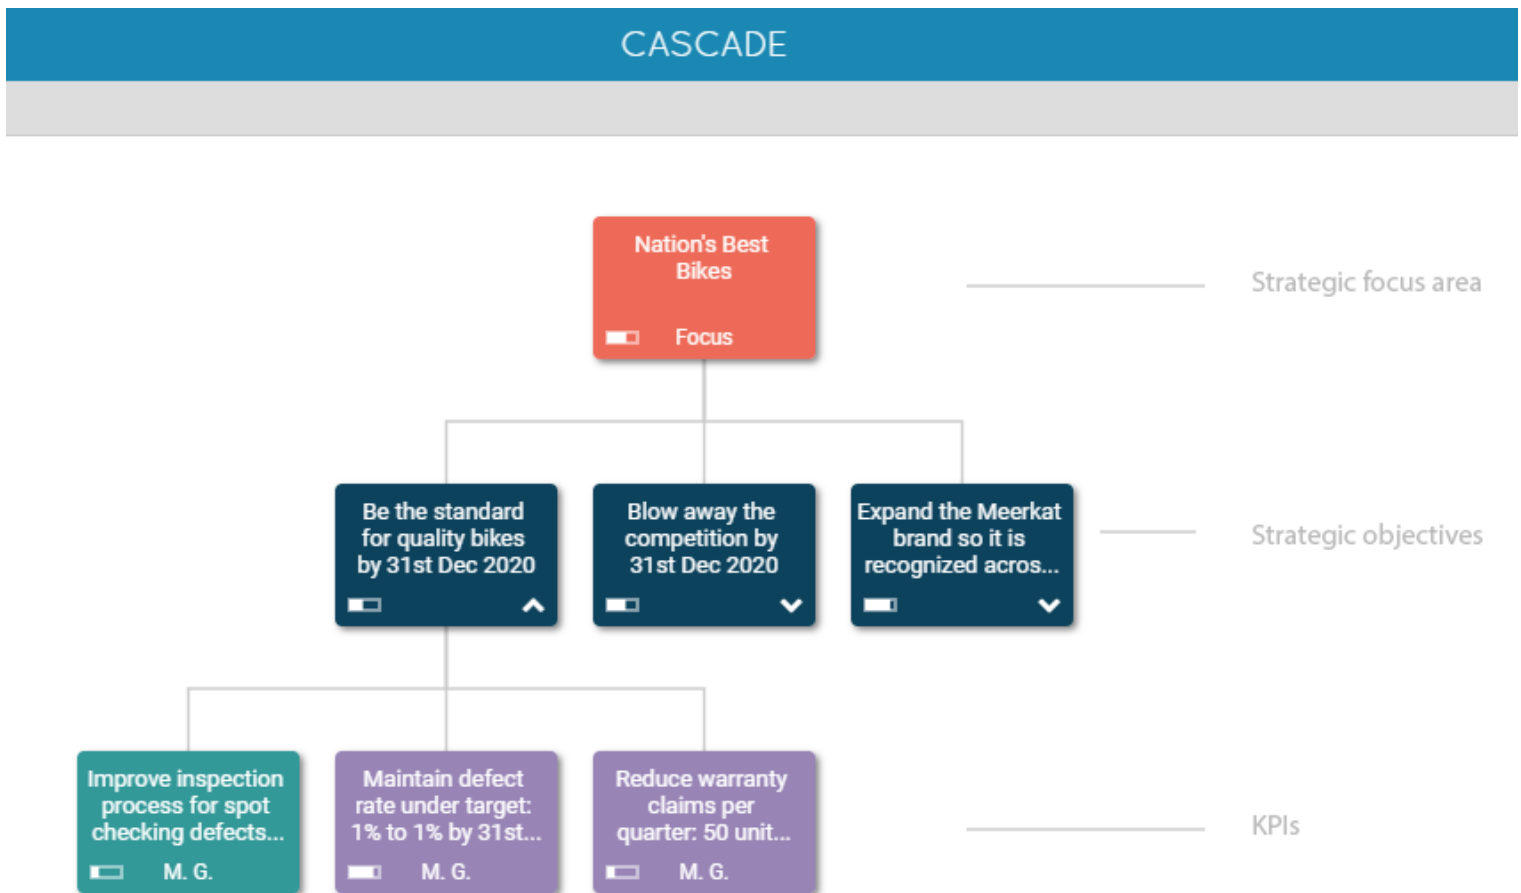 CASCADE
Nation's Best
Bikes
Focus
Strategic focus area
Be the standard
for quality bikes
by 31st Dec 2020
Blow away the
competition by
31st Dec 2020
Expand the Meerkat
brand so it is
recognized acros...
Strategic objectives
Improve inspection
process for spot
checking defects...
M. G.
Maintain defect
rate under target:
1% to 1% by 31st...
M. G.
Reduce warranty
claims per
quarter: 50 unit...
M. G.
KPIs